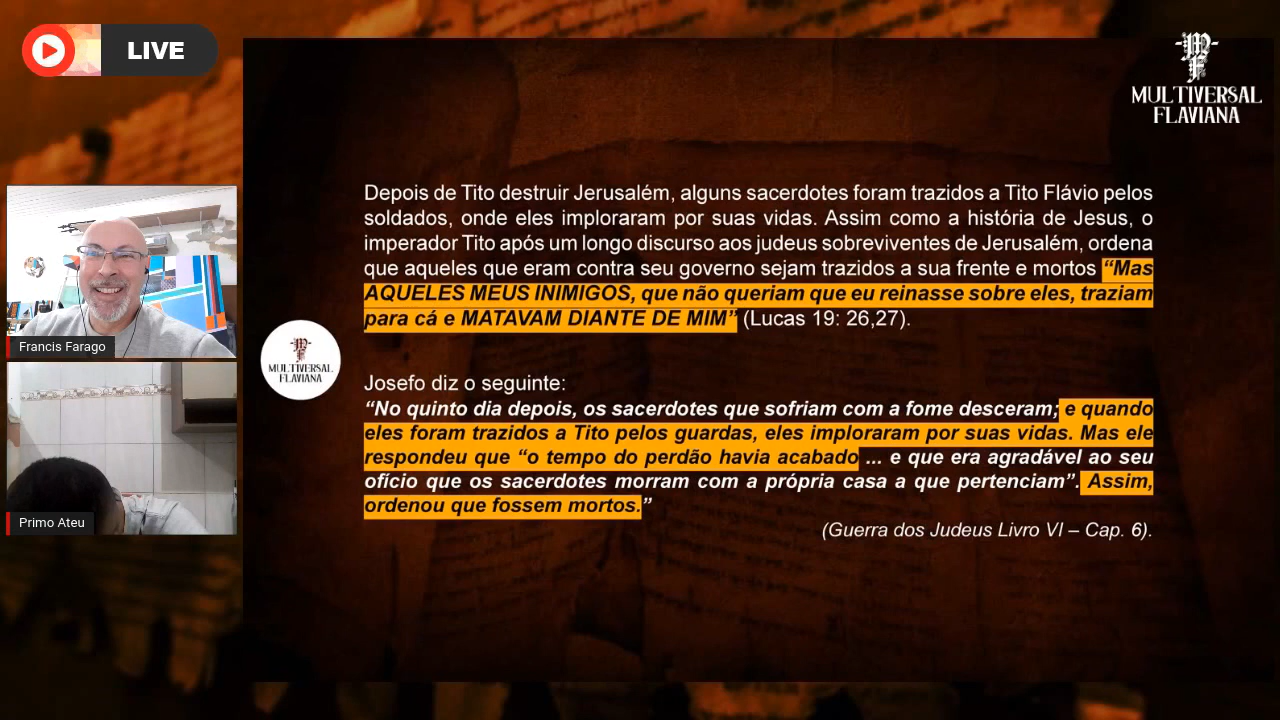 LIVE
MULTIVERSAL
FLAVIANA
Depois de Tito destruir Jerusalém, alguns sacerdotes foram trazidos a Tito Flávio pelos
soldados, onde eles imploraram por suas vidas. Assim como a história de Jesus, o
imperador Tito após um longo discurso aos judeus sobreviventes de Jerusalém, ordena
que aqueles que eram contra seu governo sejam trazidos a sua frente e mortos “Mas
AQUELES MEUS INIMIGOS, que não queriam que eu reinasse sobre eles, traziam
para cá e MATAVAM DIANTE DE MIM” (Lucas 19: 26,27).
Francis Farago
MULTIVERSAL
FLAVIANA
Josefo diz o seguinte:
“No quinto dia depois, os sacerdotes que sofriam com a fome desceram; e quando
eles foram trazidos a Tito pelos guardas, eles imploraram por suas vidas. Mas ele
respondeu que “o tempo do perdão havia acabado ... e que era agradável ao seu
ofício que os sacerdotes morram com a própria casa a que pertenciam”. Assim,
ordenou que fossem mortos.”
(Guerra dos Judeus Livro VI – Cap. 6).
Primo Ateu